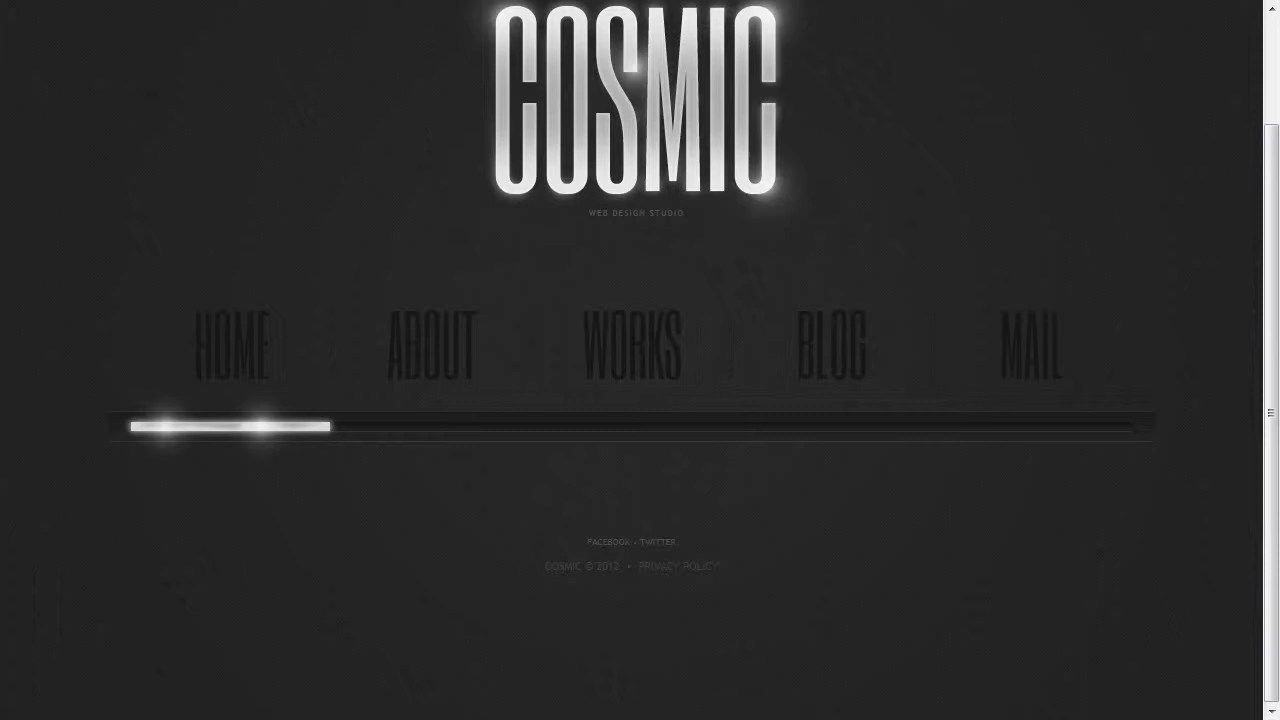 COSMIC
WEB DESIGN STUDIO
HOME ABOUT WORKS BLOG MAIL
FACEBOOK • TWITTER
COSMIC © 2012 • PRIVACY POLICY